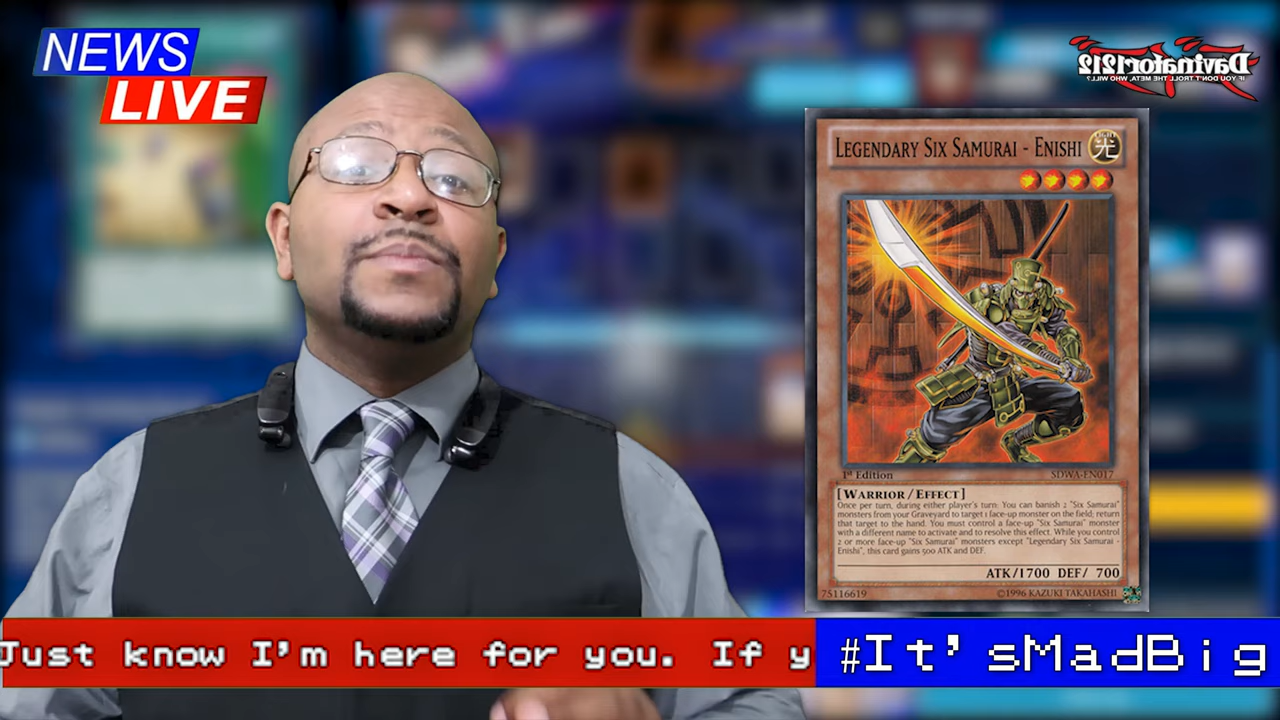 NEWS
LIVE
Davinator1212
IF YOU DON'T TROLL THE META, WHO WILL?
LEGENDARY SIX SAMURAI - ENISHI
LIGHT
光
1st Edition
SDWA-EN017
[WARRIOR/EFFECT]
Once per turn, during either player's turn: You can banish 2 "Six Samurai"
monsters from your Graveyard to target 1 face-up monster on the field; return
that target to the hand. You must control a face-up "Six Samurai" monster
with a different name to activate and to resolve this effect. While you control
2 or more face-up "Six Samurai" monsters except "Legendary Six Samurai -
Enishi", this card gains 500 ATK and DEF.
ATK/1700 DEF/ 700
75116619
©1996 KAZUKI TAKAHASHI
Just know I'm here for you. If y
#It'sMadBig